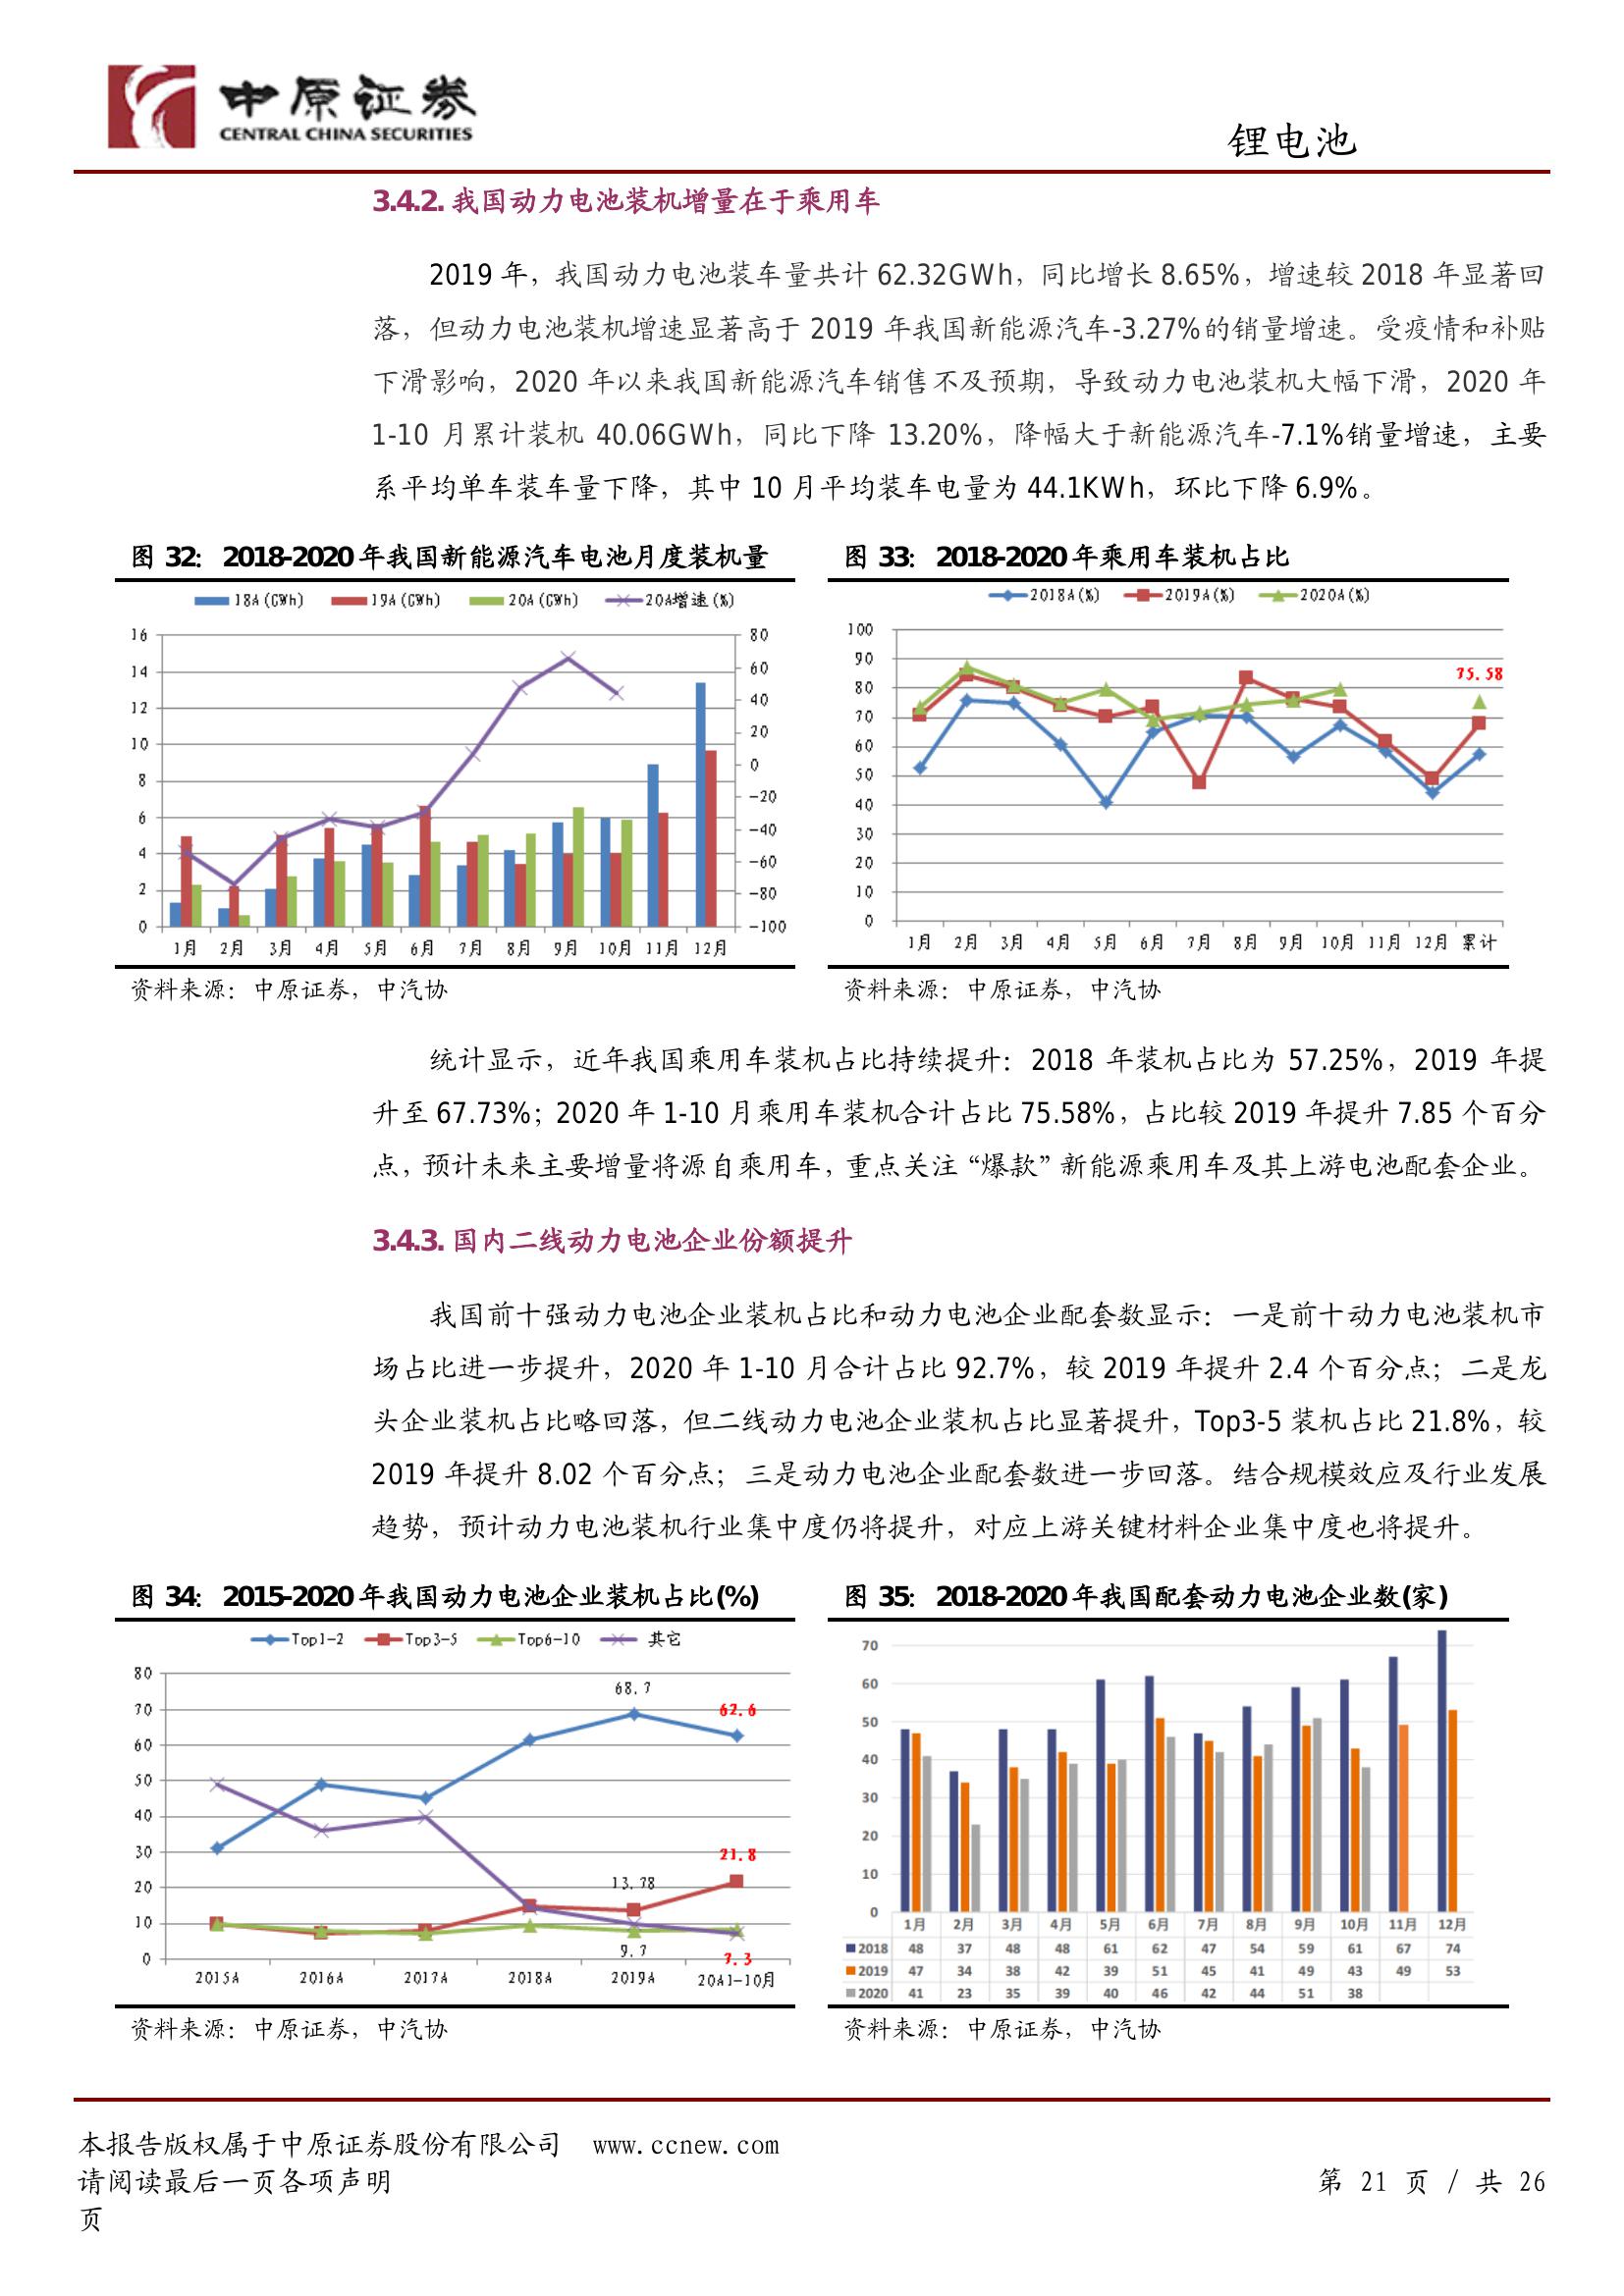 中原证券
CENTRAL CHINA SECURITIES
锂电池
3.4.2. 我国动力电池装机增量在于乘用车
2019 年，我国动力电池装车量共计 62.32GWh，同比增长 8.65%，增速较 2018 年显著回
落，但动力电池装机增速显著高于 2019 年我国新能源汽车-3.27%的销量增速。受疫情和补贴
下滑影响，2020 年以来我国新能源汽车销售不及预期，导致动力电池装机大幅下滑，2020 年
1-10 月累计装机 40.06GWh，同比下降 13.20%，降幅大于新能源汽车-7.1%销量增速，主要
系平均单车装车量下降，其中 10 月平均装车电量为 44.1KWh，环比下降 6.9%。
图 32： 2018-2020 年我国新能源汽车电池月度装机量
18A(GWh) 19A(GWh) 20A(GWh) 20A增速(%)
16 80
14 60
12 40
10 20
8 0
6 -20
4 -40
2 -60
0 -80
-100
1月 2月 3月 4月 5月 6月 7月 8月 9月 10月 11月 12月
资料来源：中原证券，中汽协
图 33： 2018-2020 年乘用车装机占比
2018A(%) 2019A(%) 2020A(%)
100
90
80
70
60
50
40
30
20
10
0
75.58
1月 2月 3月 4月 5月 6月 7月 8月 9月 10月 11月 12月 累计
资料来源：中原证券，中汽协
统计显示，近年我国乘用车装机占比持续提升：2018 年装机占比为 57.25%，2019 年提
升至 67.73%；2020 年 1-10 月乘用车装机合计占比 75.58%，占比较 2019 年提升 7.85 个百分
点，预计未来主要增量将源自乘用车，重点关注“爆款”新能源乘用车及其上游电池配套企业。
3.4.3. 国内二线动力电池企业份额提升
我国前十强动力电池企业装机占比和动力电池企业配套数显示：一是前十动力电池装机市
场占比进一步提升，2020 年 1-10 月合计占比 92.7%，较 2019 年提升 2.4 个百分点；二是龙
头企业装机占比略回落，但二线动力电池企业装机占比显著提升，Top3-5 装机占比 21.8%，较
2019 年提升 8.02 个百分点；三是动力电池企业配套数进一步回落。结合规模效应及行业发展
趋势，预计动力电池装机行业集中度仍将提升，对应上游关键材料企业集中度也将提升。
图 34： 2015-2020 年我国动力电池企业装机占比(%)
Top1-2 Top3-5 Top6-10 其它
80
70
60
50
40
30
20
10
0
68.7
62.6
21.8
13.78
9.7
7.3
2015A 2016A 2017A 2018A 2019A 20A1-10月
资料来源：中原证券，中汽协
图 35： 2018-2020 年我国配套动力电池企业数(家)
70
60
50
40
30
20
10
0
1月 2月 3月 4月 5月 6月 7月 8月 9月 10月 11月 12月
2018 48 37 48 48 61 62 47 54 59 61 67 74
2019 47 34 38 42 39 51 45 41 49 43 49 53
2020 41 23 35 39 40 46 42 44 51 38
资料来源：中原证券，中汽协
本报告版权属于中原证券股份有限公司 www.ccnew.com
请阅读最后一页各项声明
第 21 页 / 共 26
页